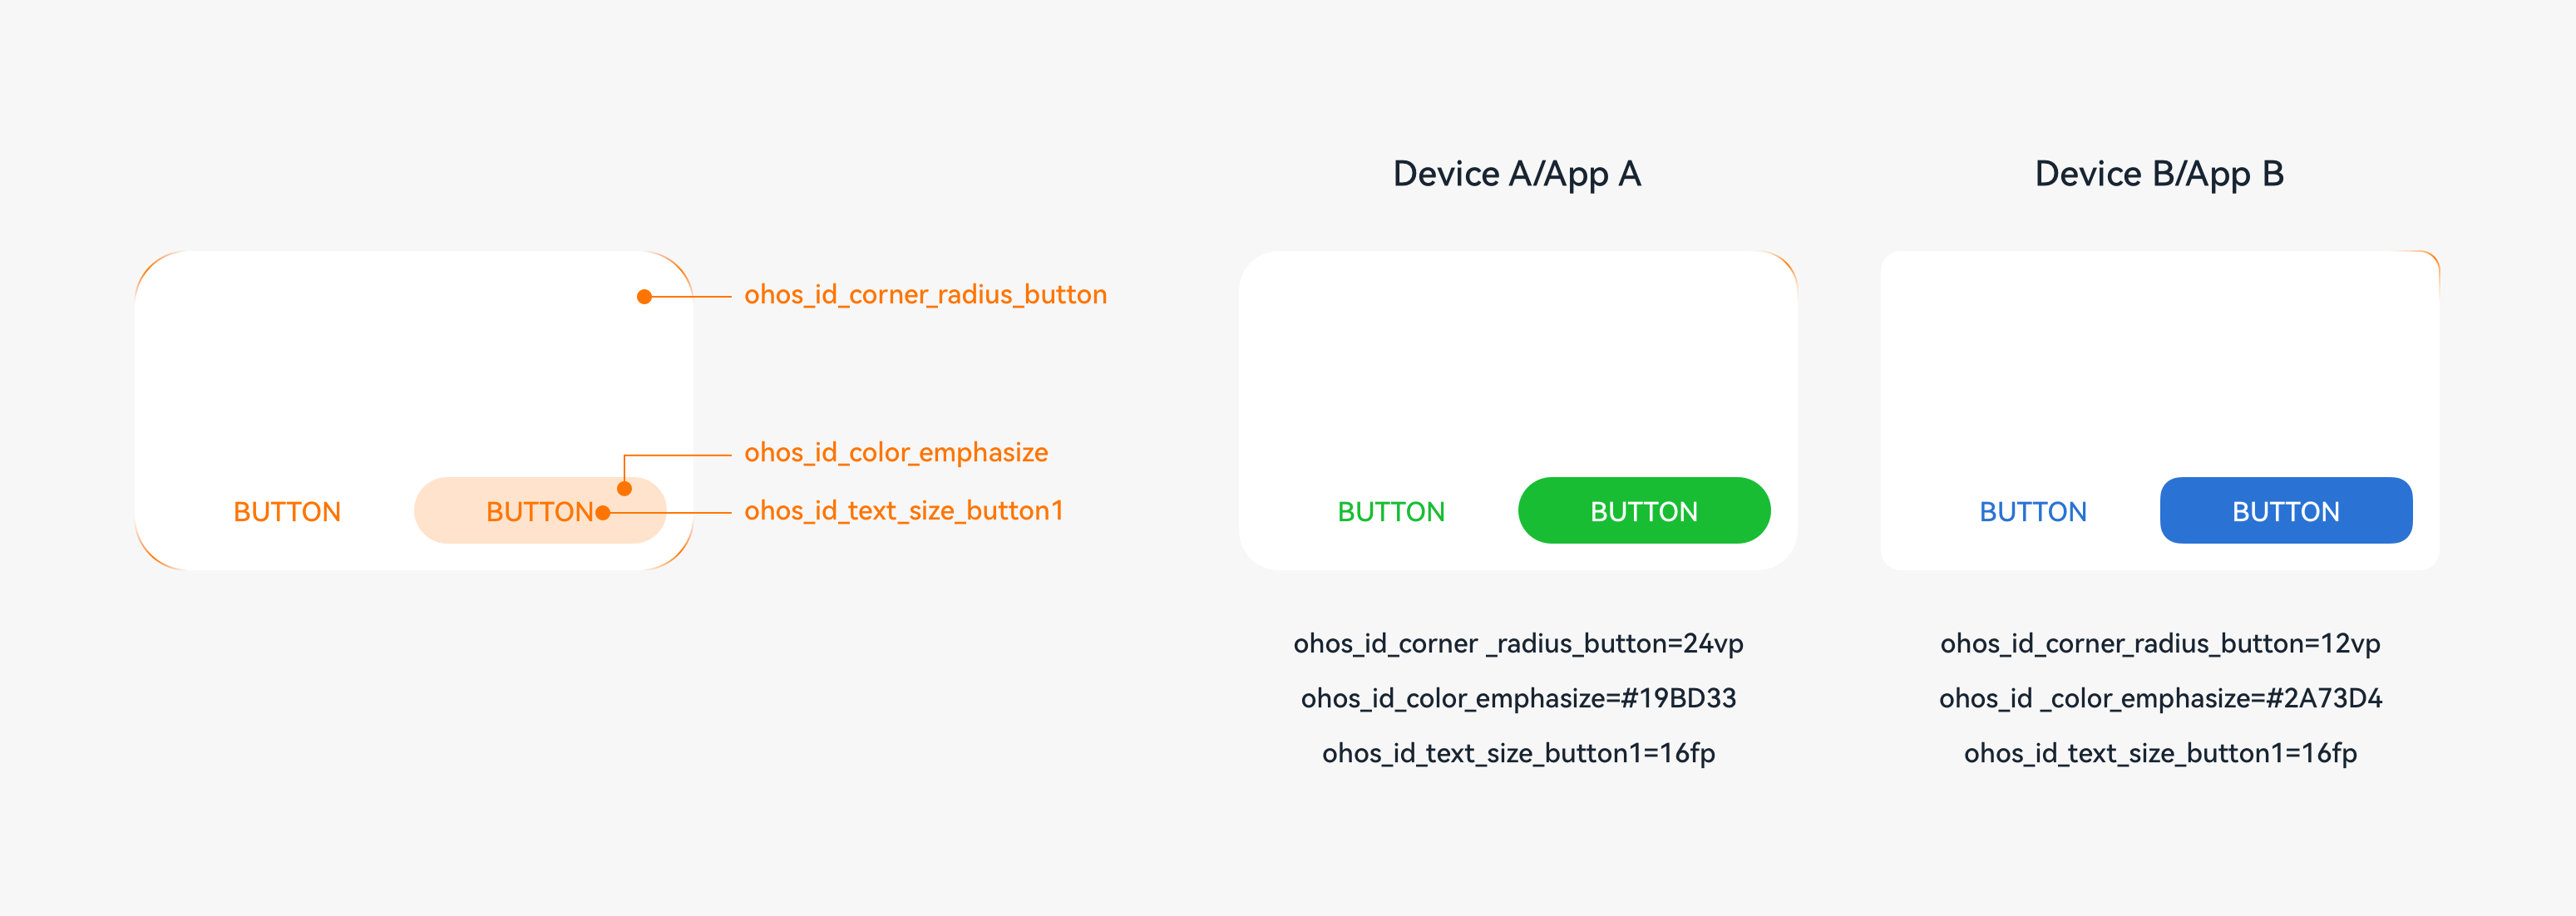 ohos_id_corner_radius_button
ohos_id_color_emphasize
BUTTON
BUTTON
ohos_id_text_size_button1
Device A/App A
BUTTON
BUTTON
ohos_id_corner _radius_button=24vp
ohos_id_color_emphasize=#19BD33
ohos_id_text_size_button1=16fp
Device B/App B
BUTTON
BUTTON
ohos_id_corner_radius_button=12vp
ohos_id _color_emphasize=#2A73D4
ohos_id_text_size_button1=16fp